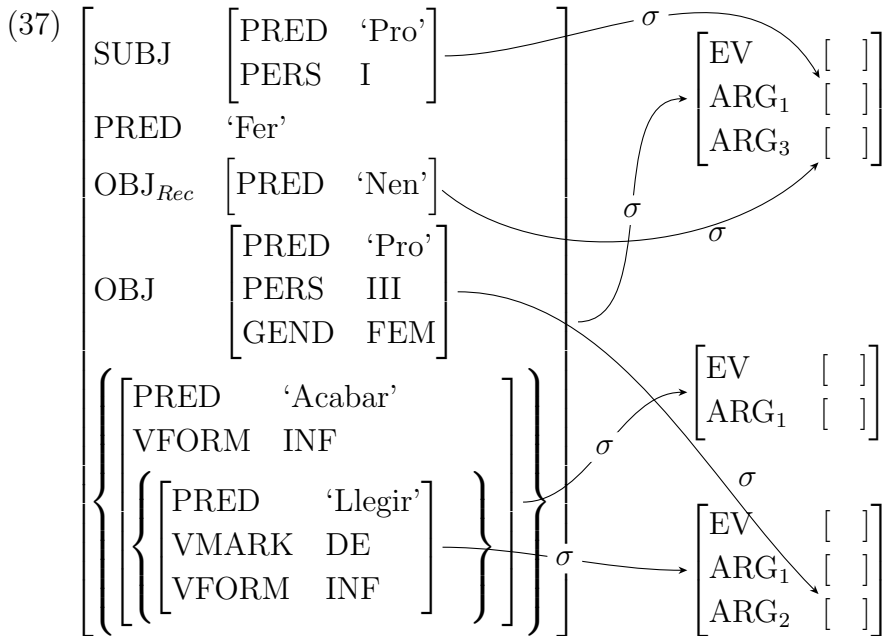 (37)
SUBJ [PRED ‘Pro’
PERS I]
PRED ‘Fer’
OBJ_Rec [PRED ‘Nen’]
OBJ [PRED ‘Pro’
PERS III
GEND FEM]
PRED ‘Acabar’
VFORM INF
PRED ‘Llegir’
VMARK DE
VFORM INF
σ
σ
σ
σ
σ
σ
EV [ ]
ARG₁ [ ]
ARG₃ [ ]
EV [ ]
ARG₁ [ ]
EV [ ]
ARG₁ [ ]
ARG₂ [ ]